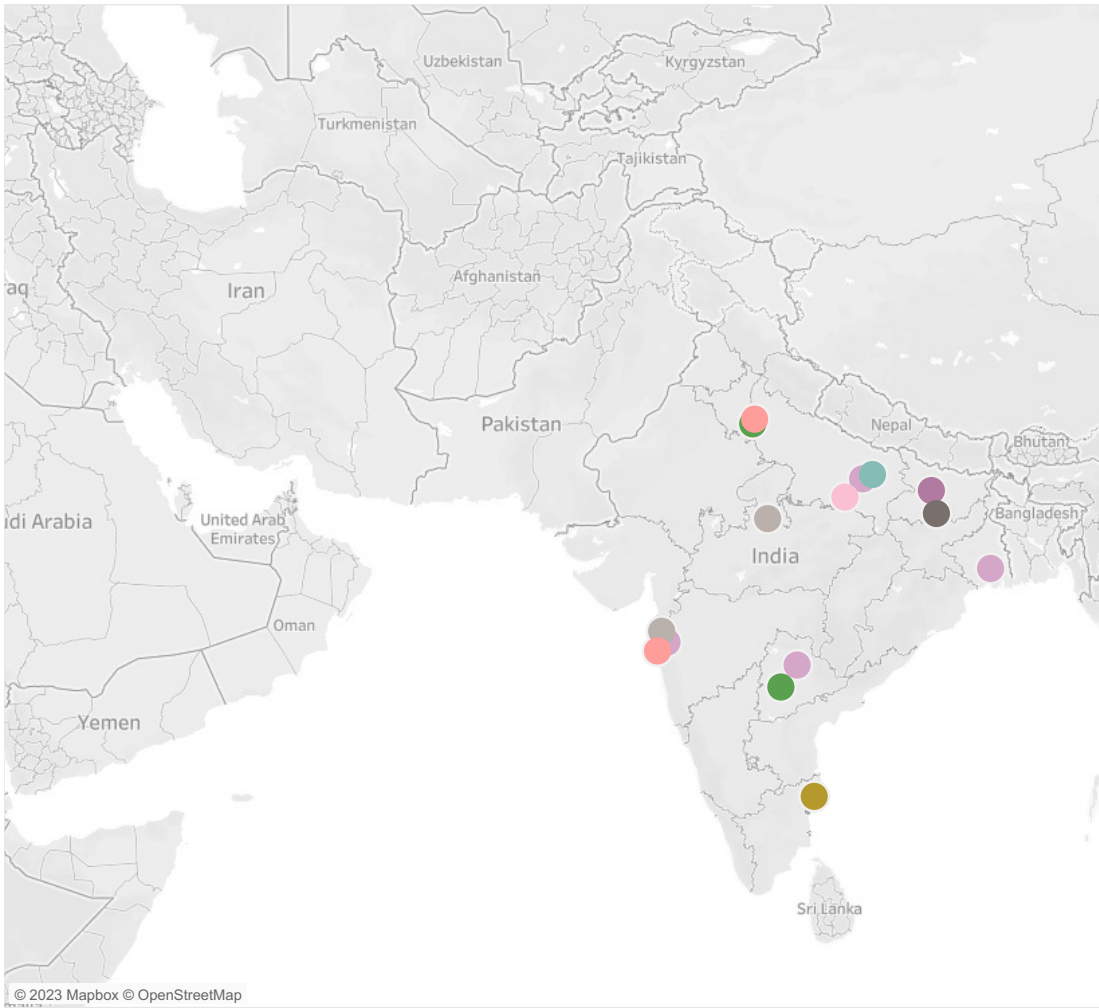 Uzbekistan
Kyrgyzstan
Turkmenistan
Tajikistan
Afghanistan
Iran
raq
Pakistan
Nepal
Bhutan
di Arabia
United Arab
Emirates
Bangladesh
India
Oman
Yemen
Sri Lanka
© 2023 Mapbox © OpenStreetMap